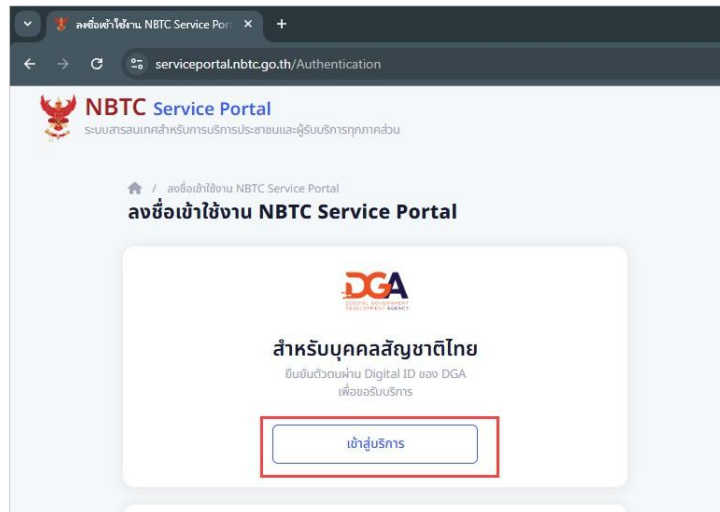 ลงชื่อเข้าใช้งาน NBTC Service Por
serviceportal.nbtc.go.th/Authentication
NBTC Service Portal
ระบบสารสนเทศสำหรับการบริการประชาชนและผู้รับบริการทุกภาคส่วน
/ ลงชื่อเข้าใช้งาน NBTC Service Portal
ลงชื่อเข้าใช้งาน NBTC Service Portal
DGA
DIGITAL GOVERNMENT
DEVELOPMENT AGENCY
สำหรับบุคคลสัญชาติไทย
ยืนยันตัวตนผ่าน Digital ID ของ DGA
เพื่อขอรับบริการ
เข้าสู่บริการ